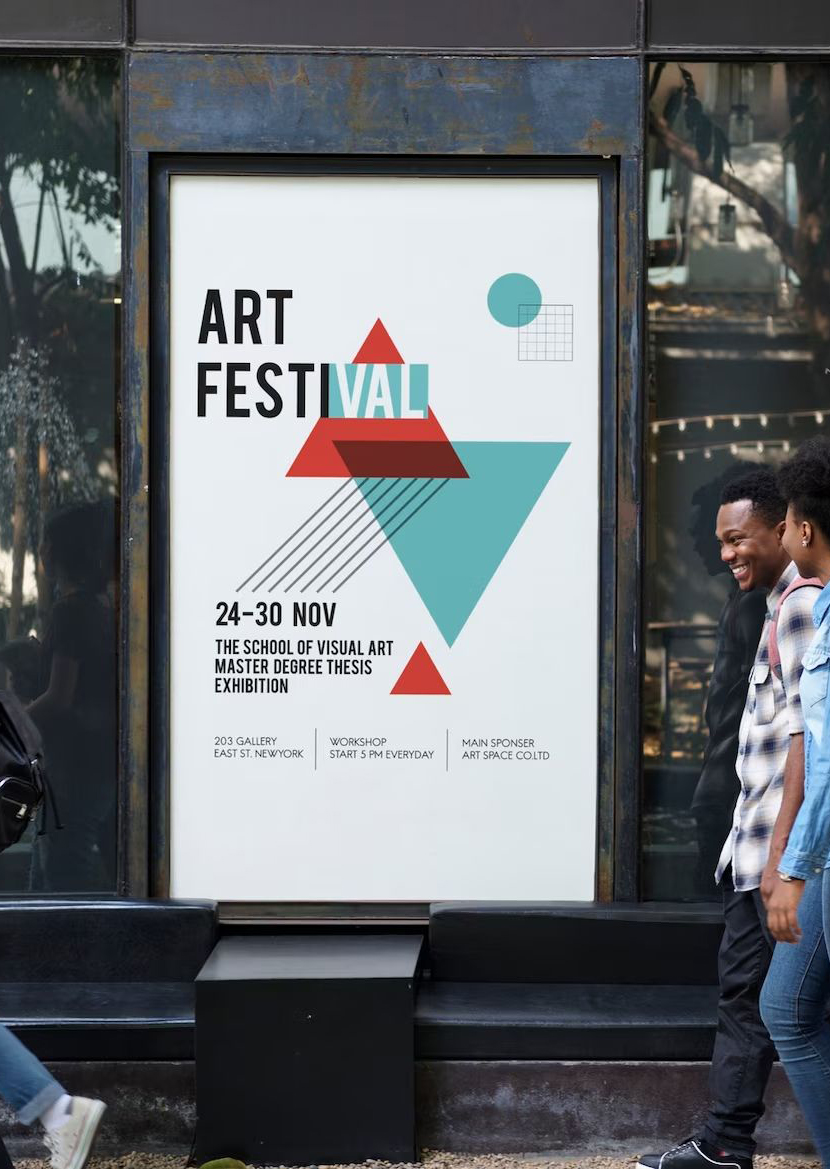 ART
FESTIVAL
24-30 NOV
THE SCHOOL OF VISUAL ART
MASTER DEGREE THESIS
EXHIBITION
203 GALLERY
EAST ST. NEWYORK
WORKSHOP
START 5 PM EVERYDAY
MAIN SPONSER
ART SPACE CO.LTD